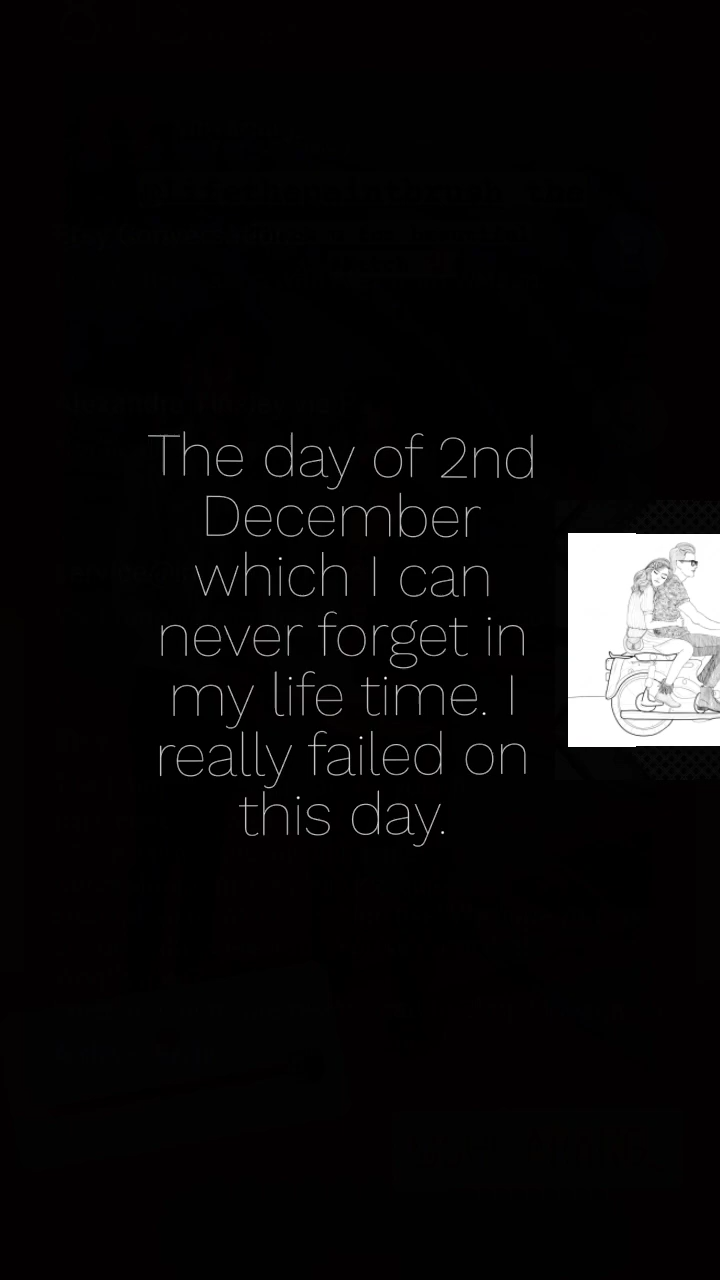 The day of 2nd
December
which I can
never forget in
my life time. I
really failed on
this day.